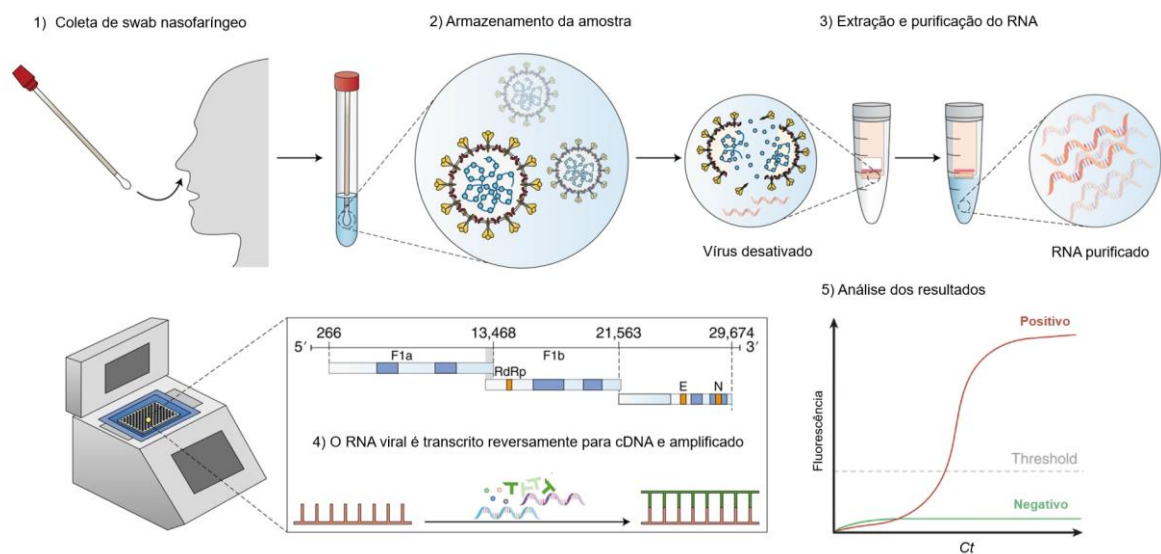 1) Coleta de swab nasofaríngeo
2) Armazenamento da amostra
3) Extração e purificação do RNA
Vírus desativado
RNA purificado
266
13,468
21,563
29,674
5′
3′
F1a
F1b
RdRp
E
N
4) O RNA viral é transcrito reversamente para cDNA e amplificado
5) Análise dos resultados
Positivo
Fluorescência
Threshold
Negativo
Ct